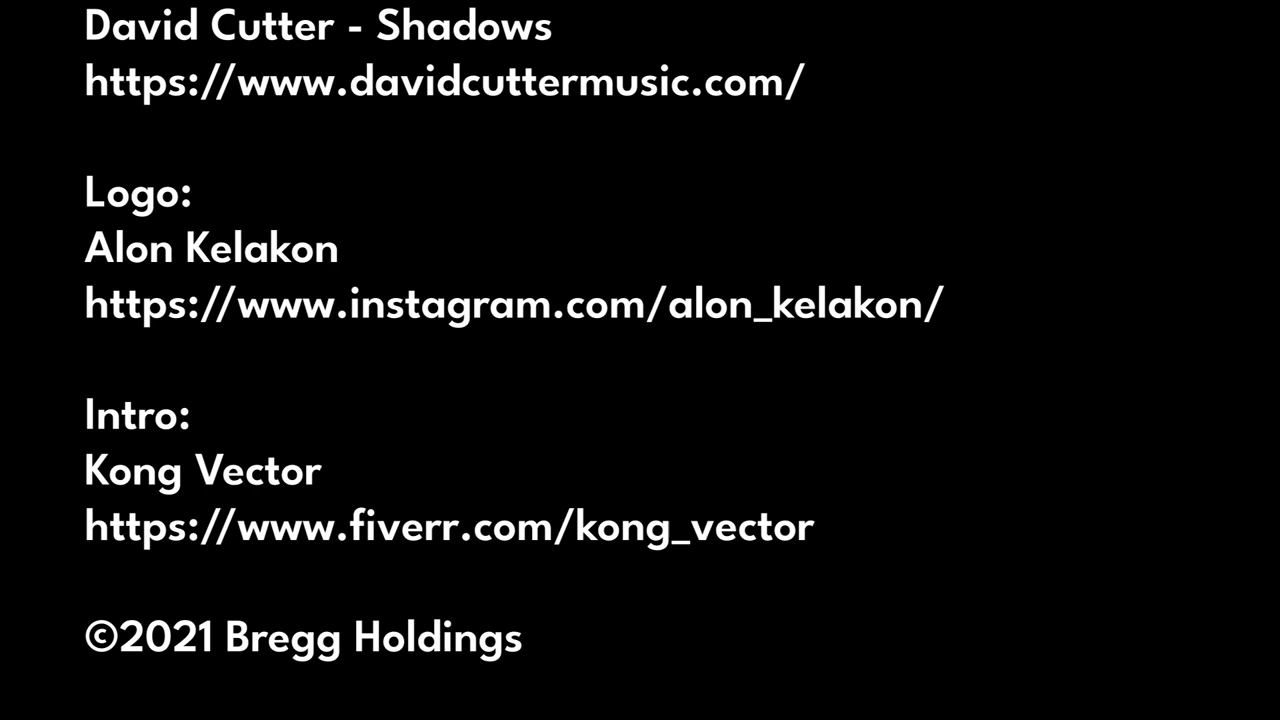 David Cutter - Shadows
https://www.davidcuttermusic.com/
Logo:
Alon Kelakon
https://www.instagram.com/alon_kelakon/
Intro:
Kong Vector
https://www.fiverr.com/kong_vector
©2021 Bregg Holdings